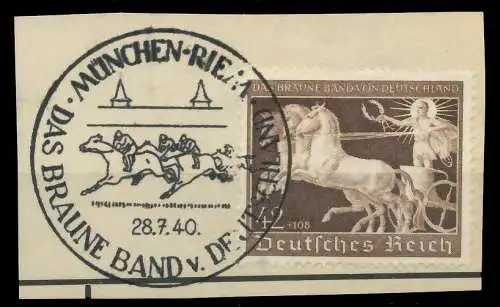 MÜNCHEN-RIEM
DAS BRAUNE BAND v. DEUTSCHLAND
28.7.40.
DAS BRAUNE BAND VON DEUTSCHLAND
42 +108
Deutsches Reich